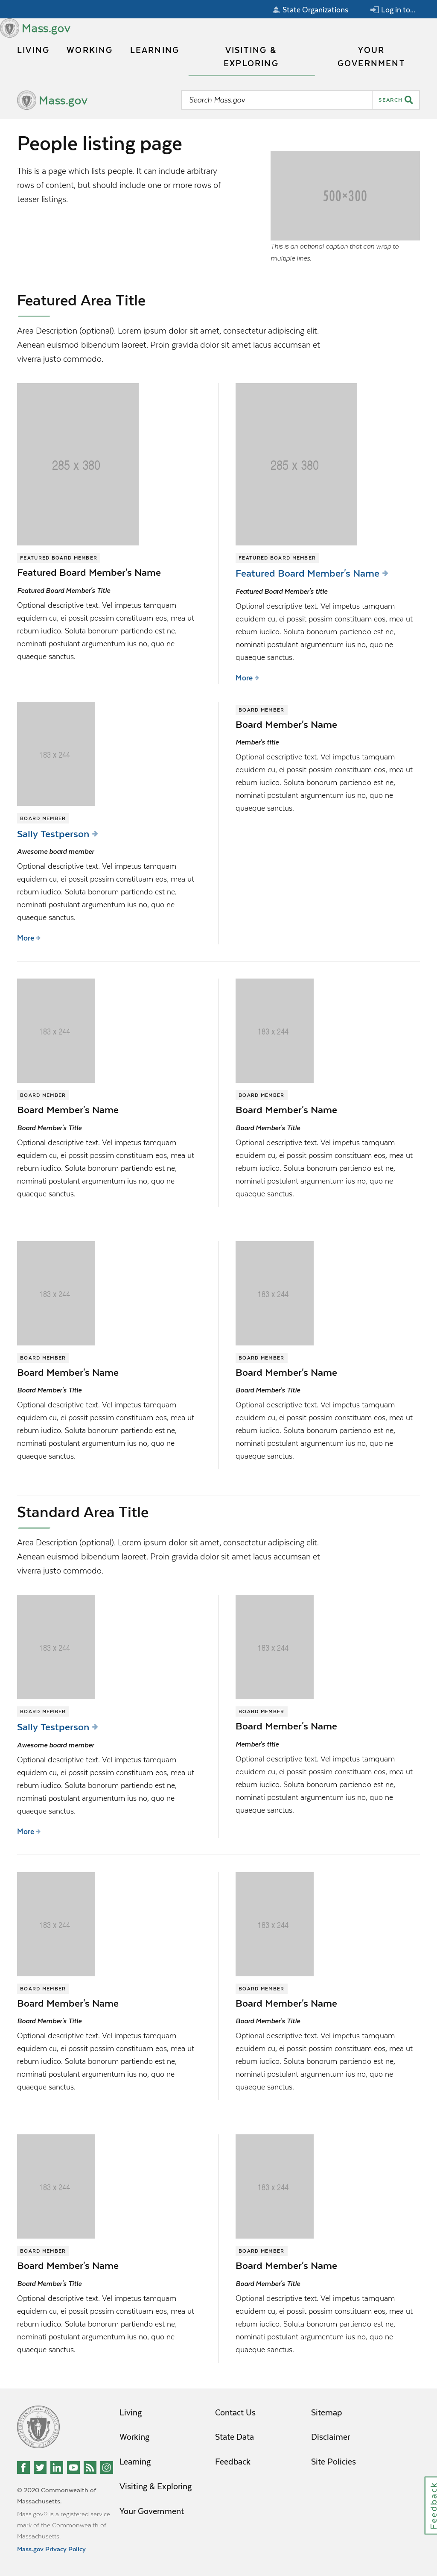 State Organizations
Log in to...
Mass.gov
LIVING
WORKING
LEARNING
VISITING &
EXPLORING
YOUR
GOVERNMENT
Mass.gov
Search Mass.gov
SEARCH
People listing page
This is a page which lists people. It can include arbitrary
rows of content, but should include one or more rows of
teaser listings.
500×300
This is an optional caption that can wrap to
multiple lines.
Featured Area Title
Area Description (optional). Lorem ipsum dolor sit amet, consectetur adipiscing elit.
Aenean euismod bibendum laoreet. Proin gravida dolor sit amet lacus accumsan et
viverra justo commodo.
285 x 380
FEATURED BOARD MEMBER
Featured Board Member's Name
Featured Board Member's Title
Optional descriptive text. Vel impetus tamquam
equidem cu, ei possit possim constituam eos, mea ut
rebum iudico. Soluta bonorum partiendo est ne,
nominati postulant argumentum ius no, quo ne
quaeque sanctus.
285 x 380
FEATURED BOARD MEMBER
Featured Board Member's Name
Featured Board Member's title
Optional descriptive text. Vel impetus tamquam
equidem cu, ei possit possim constituam eos, mea ut
rebum iudico. Soluta bonorum partiendo est ne,
nominati postulant argumentum ius no, quo ne
quaeque sanctus.
More
183 x 244
BOARD MEMBER
Sally Testperson
Awesome board member
Optional descriptive text. Vel impetus tamquam
equidem cu, ei possit possim constituam eos, mea ut
rebum iudico. Soluta bonorum partiendo est ne,
nominati postulant argumentum ius no, quo ne
quaeque sanctus.
More
BOARD MEMBER
Board Member's Name
Member's title
Optional descriptive text. Vel impetus tamquam
equidem cu, ei possit possim constituam eos, mea ut
rebum iudico. Soluta bonorum partiendo est ne,
nominati postulant argumentum ius no, quo ne
quaeque sanctus.
183 x 244
BOARD MEMBER
Board Member's Name
Board Member's Title
Optional descriptive text. Vel impetus tamquam
equidem cu, ei possit possim constituam eos, mea ut
rebum iudico. Soluta bonorum partiendo est ne,
nominati postulant argumentum ius no, quo ne
quaeque sanctus.
183 x 244
BOARD MEMBER
Board Member's Name
Board Member's Title
Optional descriptive text. Vel impetus tamquam
equidem cu, ei possit possim constituam eos, mea ut
rebum iudico. Soluta bonorum partiendo est ne,
nominati postulant argumentum ius no, quo ne
quaeque sanctus.
183 x 244
BOARD MEMBER
Board Member's Name
Board Member's Title
Optional descriptive text. Vel impetus tamquam
equidem cu, ei possit possim constituam eos, mea ut
rebum iudico. Soluta bonorum partiendo est ne,
nominati postulant argumentum ius no, quo ne
quaeque sanctus.
183 x 244
BOARD MEMBER
Board Member's Name
Board Member's Title
Optional descriptive text. Vel impetus tamquam
equidem cu, ei possit possim constituam eos, mea ut
rebum iudico. Soluta bonorum partiendo est ne,
nominati postulant argumentum ius no, quo ne
quaeque sanctus.
Standard Area Title
Area Description (optional). Lorem ipsum dolor sit amet, consectetur adipiscing elit.
Aenean euismod bibendum laoreet. Proin gravida dolor sit amet lacus accumsan et
viverra justo commodo.
183 x 244
BOARD MEMBER
Sally Testperson
Awesome board member
Optional descriptive text. Vel impetus tamquam
equidem cu, ei possit possim constituam eos, mea ut
rebum iudico. Soluta bonorum partiendo est ne,
nominati postulant argumentum ius no, quo ne
quaeque sanctus.
More
183 x 244
BOARD MEMBER
Board Member's Name
Member's title
Optional descriptive text. Vel impetus tamquam
equidem cu, ei possit possim constituam eos, mea ut
rebum iudico. Soluta bonorum partiendo est ne,
nominati postulant argumentum ius no, quo ne
quaeque sanctus.
183 x 244
BOARD MEMBER
Board Member's Name
Board Member's Title
Optional descriptive text. Vel impetus tamquam
equidem cu, ei possit possim constituam eos, mea ut
rebum iudico. Soluta bonorum partiendo est ne,
nominati postulant argumentum ius no, quo ne
quaeque sanctus.
183 x 244
BOARD MEMBER
Board Member's Name
Board Member's Title
Optional descriptive text. Vel impetus tamquam
equidem cu, ei possit possim constituam eos, mea ut
rebum iudico. Soluta bonorum partiendo est ne,
nominati postulant argumentum ius no, quo ne
quaeque sanctus.
183 x 244
BOARD MEMBER
Board Member's Name
Board Member's Title
Optional descriptive text. Vel impetus tamquam
equidem cu, ei possit possim constituam eos, mea ut
rebum iudico. Soluta bonorum partiendo est ne,
nominati postulant argumentum ius no, quo ne
quaeque sanctus.
183 x 244
BOARD MEMBER
Board Member's Name
Board Member's Title
Optional descriptive text. Vel impetus tamquam
equidem cu, ei possit possim constituam eos, mea ut
rebum iudico. Soluta bonorum partiendo est ne,
nominati postulant argumentum ius no, quo ne
quaeque sanctus.
© 2020 Commonwealth of
Massachusetts.
Mass.gov® is a registered service
mark of the Commonwealth of
Massachusetts.
Mass.gov Privacy Policy
Living
Working
Learning
Visiting & Exploring
Your Government
Contact Us
State Data
Feedback
Sitemap
Disclaimer
Site Policies
Feedback